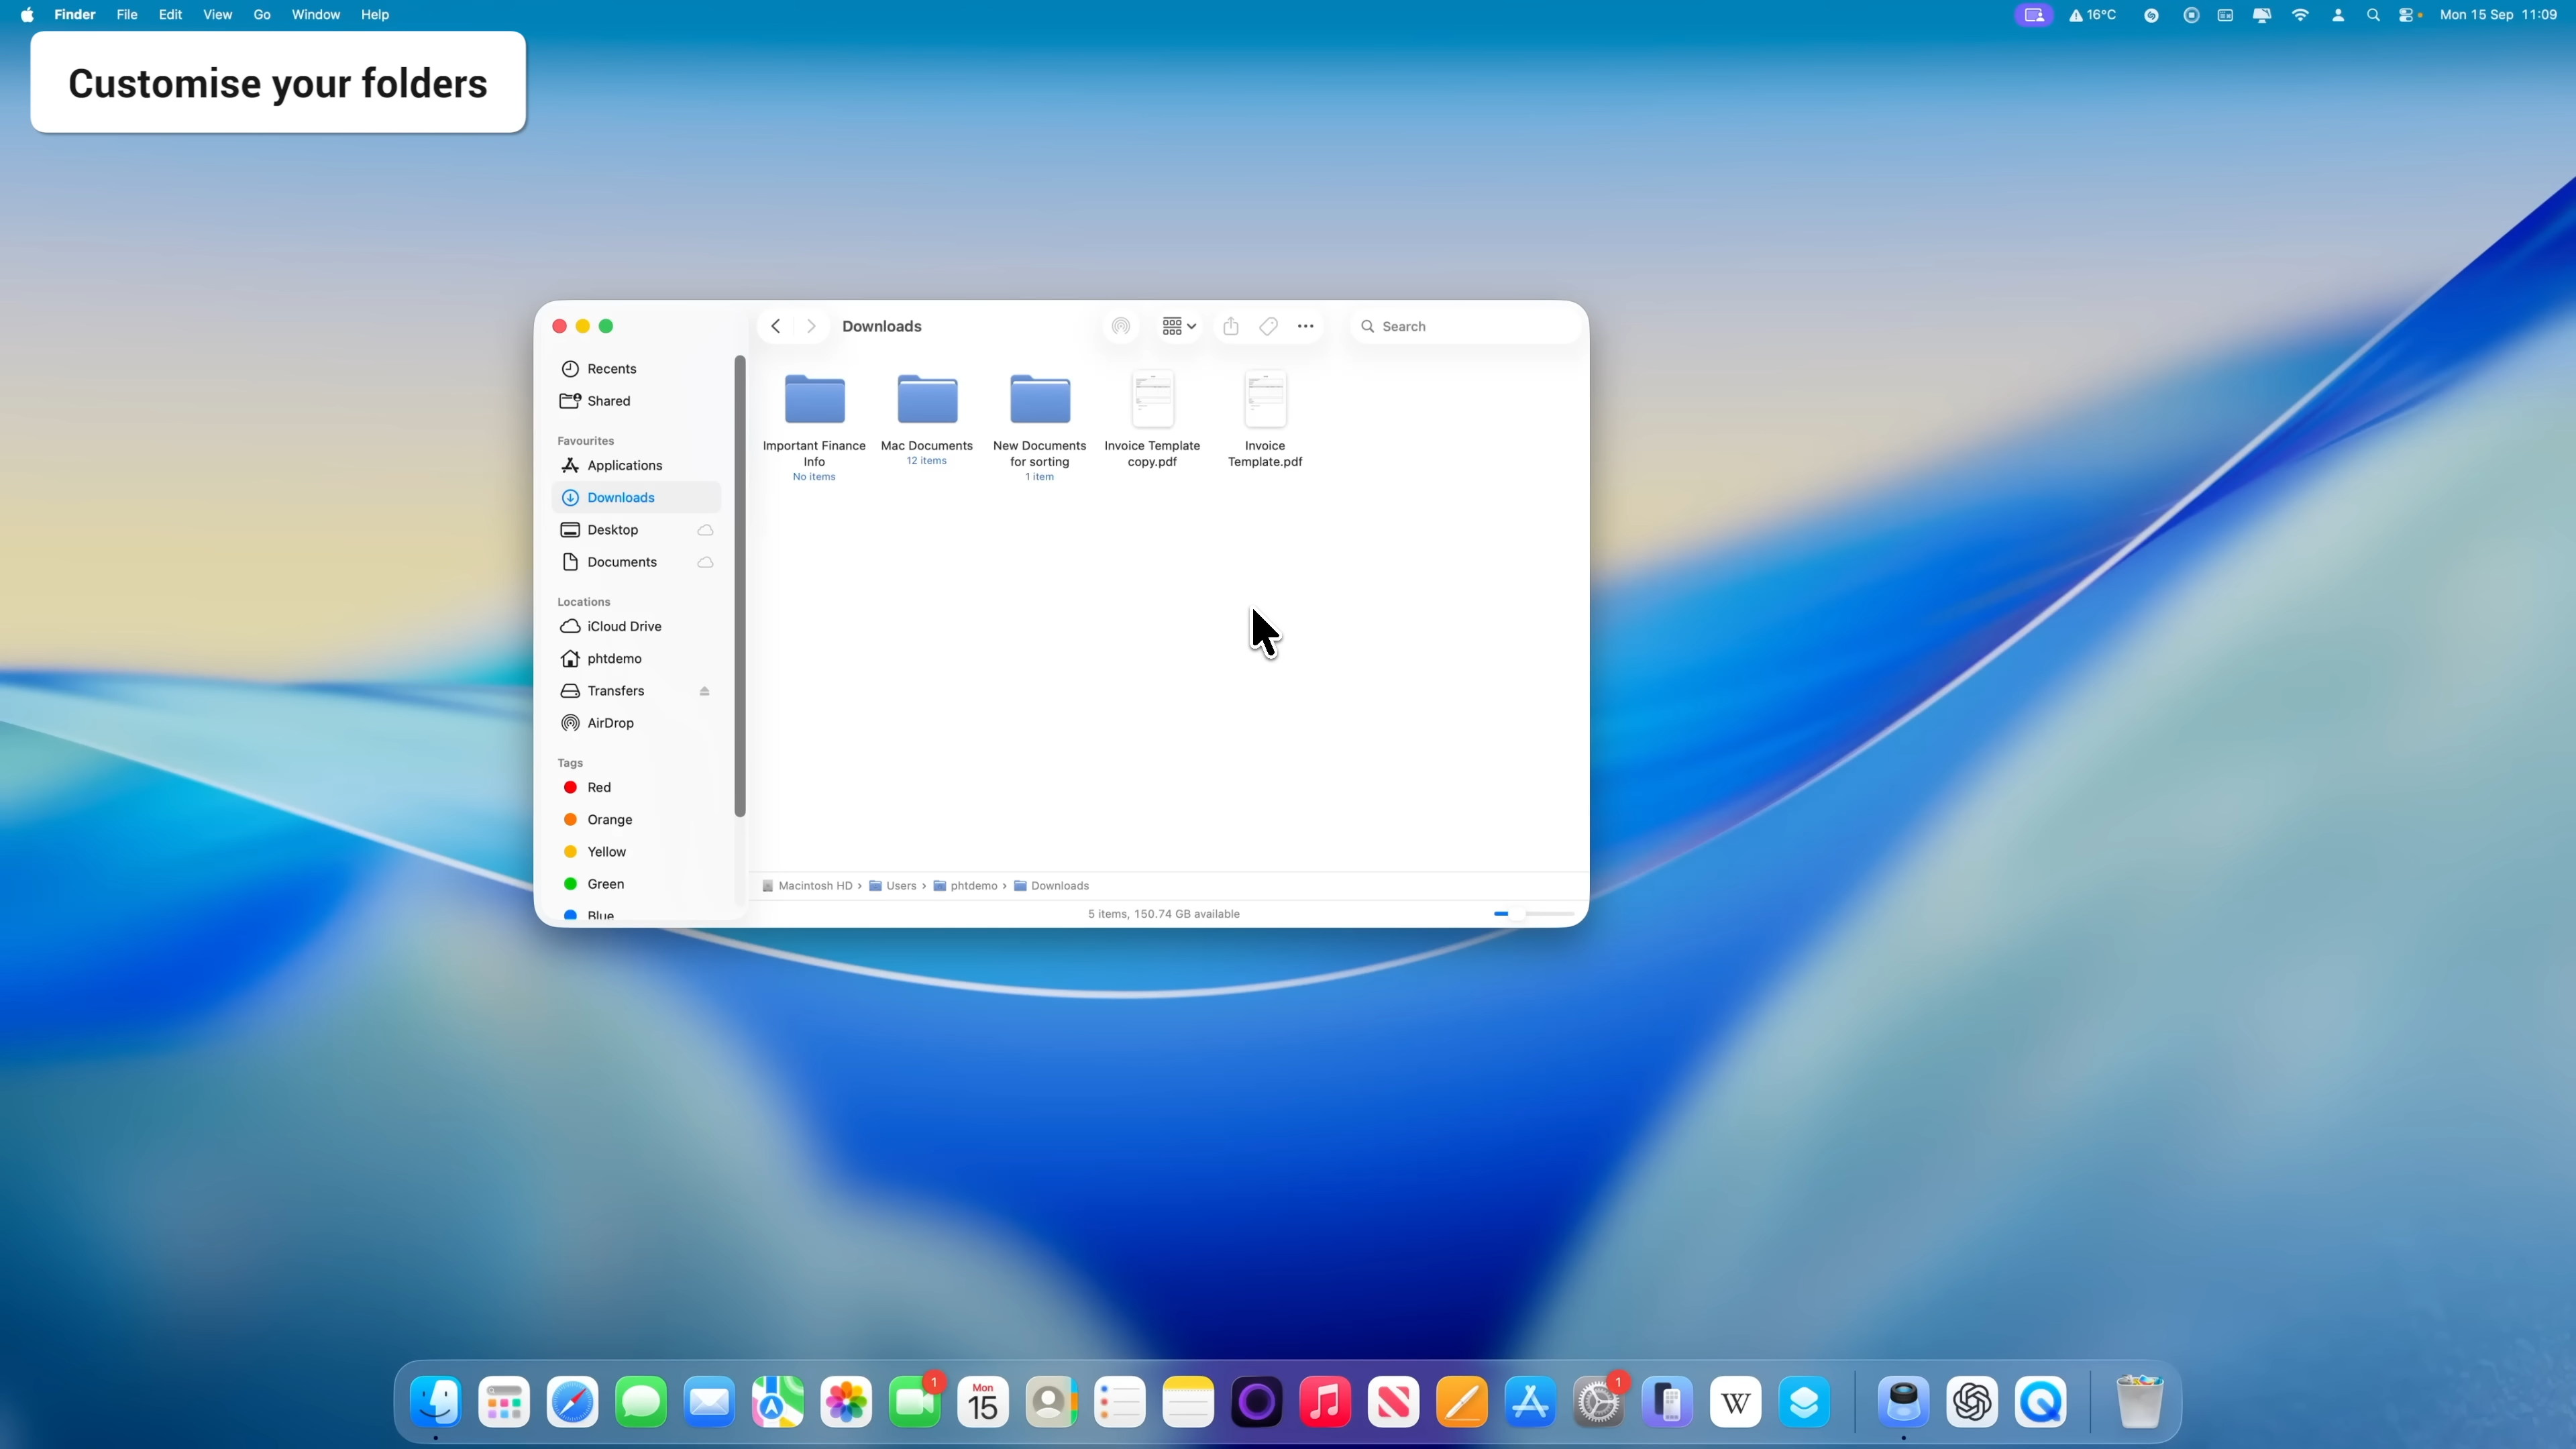 Finder File Edit View Go Window Help
16°C Mon 15 Sep 11:09
Customise your folders
Downloads
Search
Recents
Shared
Favourites
Applications
Downloads
Desktop
Documents
Locations
iCloud Drive
phtdemo
Transfers
AirDrop
Tags
Red
Orange
Yellow
Green
Blue
Important Finance
Info
No items
Mac Documents
12 items
New Documents
for sorting
1 item
Invoice Template
copy.pdf
Invoice
Template.pdf
Macintosh HD › Users › phtdemo › Downloads
5 items, 150.74 GB available
1
Mon
15
1
W